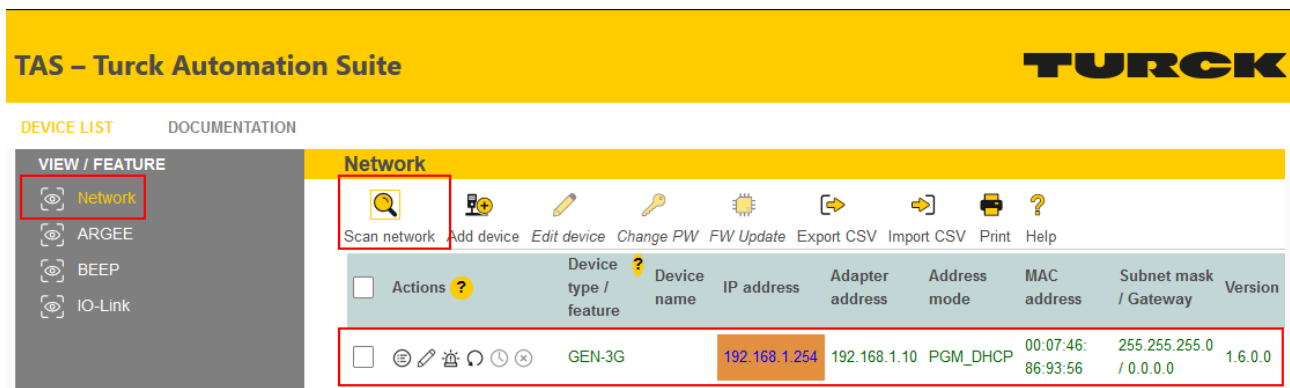 TAS – Turck Automation Suite
TURCK
DEVICE LIST DOCUMENTATION
VIEW / FEATURE
Network
ARGEE
BEEP
IO-Link
Network
Scan network Add device Edit device Change PW FW Update Export CSV Import CSV Print Help
Actions ? Device type / feature ? Device name IP address Adapter address Address mode MAC address Subnet mask / Gateway Version
GEN-3G 192.168.1.254 192.168.1.10 PGM_DHCP 00:07:46: 86:93:56 255.255.255.0 / 0.0.0.0 1.6.0.0